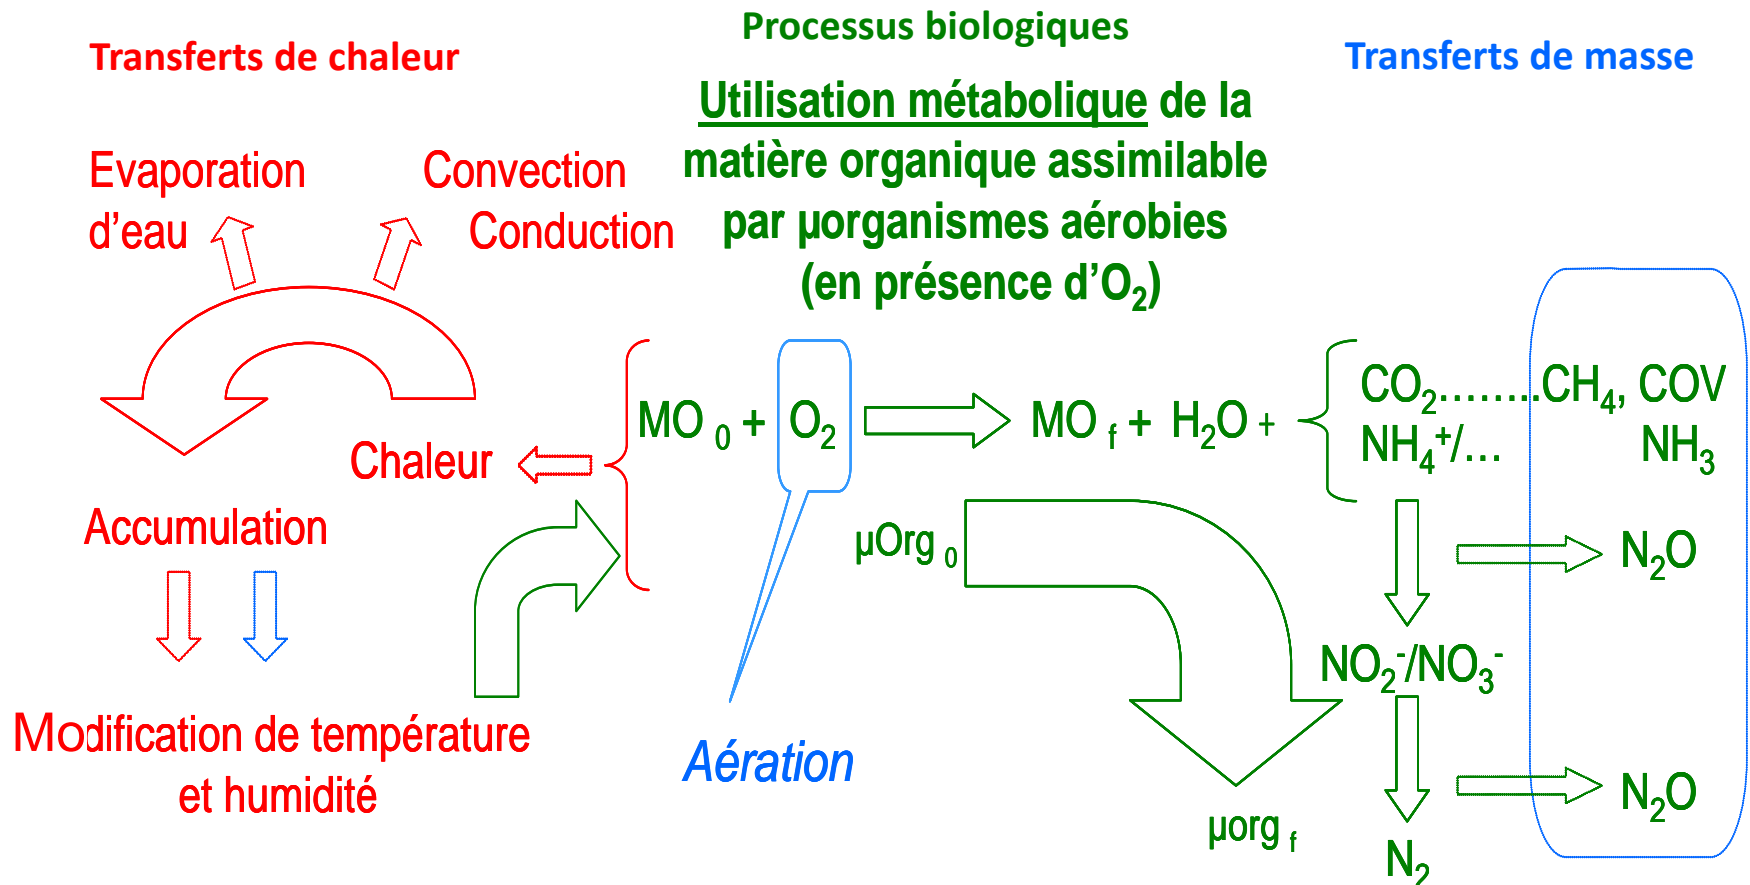 Transferts de chaleur
Processus biologiques
Transferts de masse
Utilisation métabolique de la
matière organique assimilable
par µorganismes aérobies
(en présence d’O₂)
Evaporation
d’eau
Convection
Conduction
MO ₀ + O₂
MO f + H₂O +
CO₂........CH₄, COV
NH₄⁺/...
NH₃
Chaleur
Accumulation
µOrg ₀
N₂O
NO₂⁻/NO₃⁻
Modification de température
et humidité
Aération
N₂O
µorg f
N₂